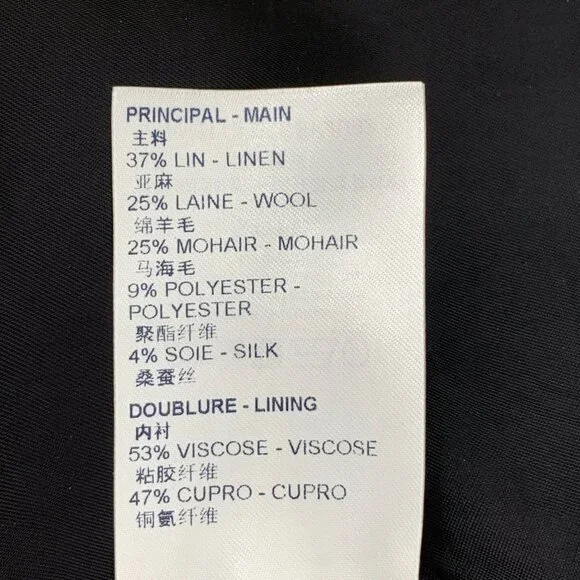 PRINCIPAL - MAIN
主料
37% LIN - LINEN
亚麻
25% LAINE - WOOL
绵羊毛
25% MOHAIR - MOHAIR
马海毛
9% POLYESTER -
POLYESTER
聚酯纤维
4% SOIE - SILK
桑蚕丝
DOUBLURE - LINING
内衬
53% VISCOSE - VISCOSE
粘胶纤维
47% CUPRO - CUPRO
铜氨纤维